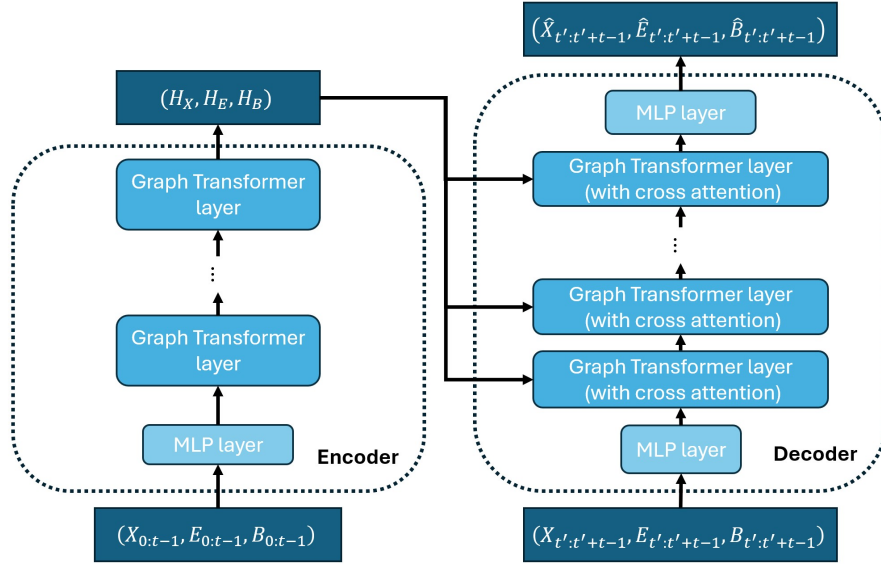 (H_X, H_E, H_B)
Graph Transformer
layer
...
Graph Transformer
layer
MLP layer
Encoder
(X_{0:t-1}, E_{0:t-1}, B_{0:t-1})
(X̂_{t':t'+t-1}, Ê_{t':t'+t-1}, B̂_{t':t'+t-1})
MLP layer
Graph Transformer layer
(with cross attention)
...
Graph Transformer layer
(with cross attention)
Graph Transformer layer
(with cross attention)
MLP layer
Decoder
(X_{t':t'+t-1}, E_{t':t'+t-1}, B_{t':t'+t-1})